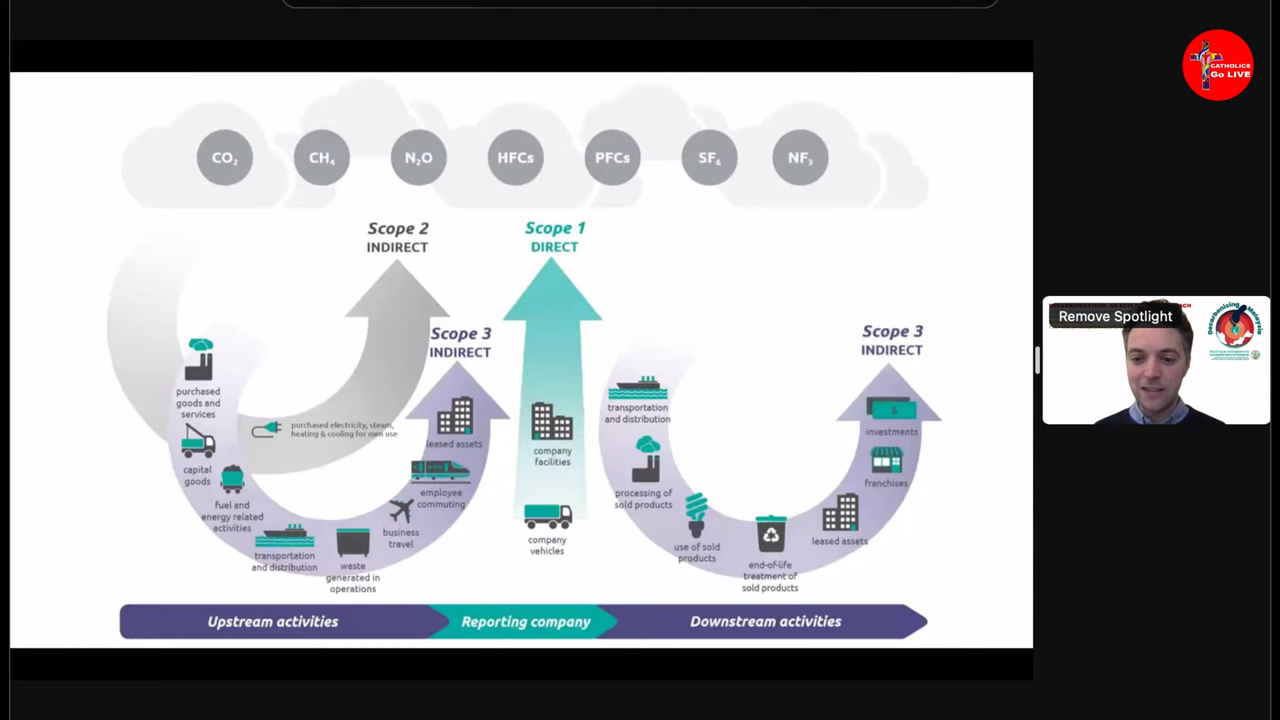 CATHOLICS
Go LIVE
CO₂
CH₄
N₂O
HFCs
PFCs
SF₆
NF₃
Scope 2
INDIRECT
Scope 1
DIRECT
Scope 3
INDIRECT
Scope 3
INDIRECT
purchased
goods and
services
capital
goods
fuel and
energy related
activities
transportation
and distribution
waste
generated in
operations
business
travel
employee
commuting
leased assets
purchased electricity, steam,
heating & cooling for own use
company
facilities
company
vehicles
transportation
and distribution
processing of
sold products
use of sold
products
end-of-life
treatment of
sold products
leased assets
franchises
investments
$
Upstream activities
Reporting company
Downstream activities
Remove Spotlight
Decarbonising Malaysia